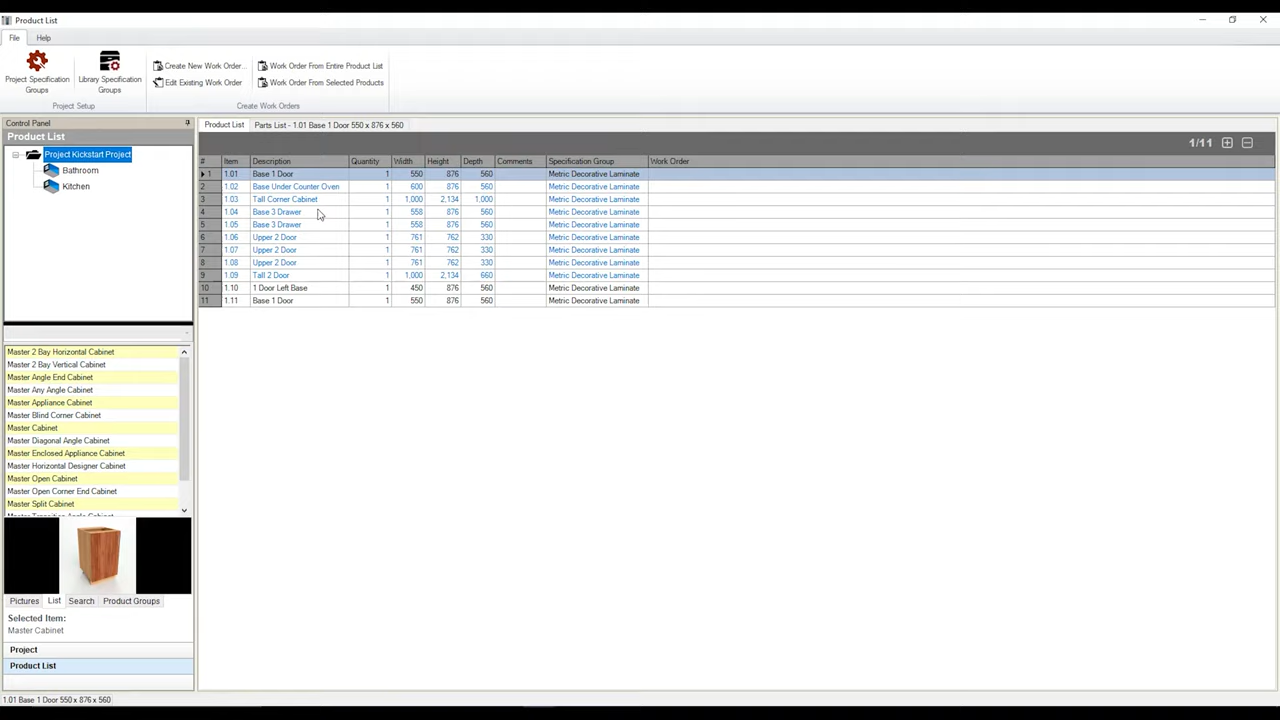 Product List
File Help
Project Specification Groups
Library Specification Groups
Project Setup
Create New Work Order...
Edit Existing Work Order
Work Order From Entire Product List
Work Order From Selected Products
Create Work Orders
Control Panel
Product List
Project Kickstart Project
Bathroom
Kitchen
Master 2 Bay Horizontal Cabinet
Master 2 Bay Vertical Cabinet
Master Angle End Cabinet
Master Any Angle Cabinet
Master Appliance Cabinet
Master Blind Corner Cabinet
Master Cabinet
Master Diagonal Angle Cabinet
Master Enclosed Appliance Cabinet
Master Horizontal Designer Cabinet
Master Open Cabinet
Master Open Corner End Cabinet
Master Split Cabinet
Master Transition Angle Cabinet
Pictures List Search Product Groups
Selected Item:
Master Cabinet
Project
Product List
Product List Parts List - 1.01 Base 1 Door 550 x 876 x 560
1/11
# Item Description Quantity Width Height Depth Comments Specification Group Work Order
1 1.01 Base 1 Door 1 550 876 560 Metric Decorative Laminate
2 1.02 Base Under Counter Oven 1 600 876 560 Metric Decorative Laminate
3 1.03 Tall Corner Cabinet 1 1,000 2,134 1,000 Metric Decorative Laminate
4 1.04 Base 3 Drawer 1 558 876 560 Metric Decorative Laminate
5 1.05 Base 3 Drawer 1 558 876 560 Metric Decorative Laminate
6 1.06 Upper 2 Door 1 761 762 330 Metric Decorative Laminate
7 1.07 Upper 2 Door 1 761 762 330 Metric Decorative Laminate
8 1.08 Upper 2 Door 1 761 762 330 Metric Decorative Laminate
9 1.09 Tall 2 Door 1 1,000 2,134 660 Metric Decorative Laminate
10 1.10 1 Door Left Base 1 450 876 560 Metric Decorative Laminate
11 1.11 Base 1 Door 1 550 876 560 Metric Decorative Laminate
1.01 Base 1 Door 550 x 876 x 560